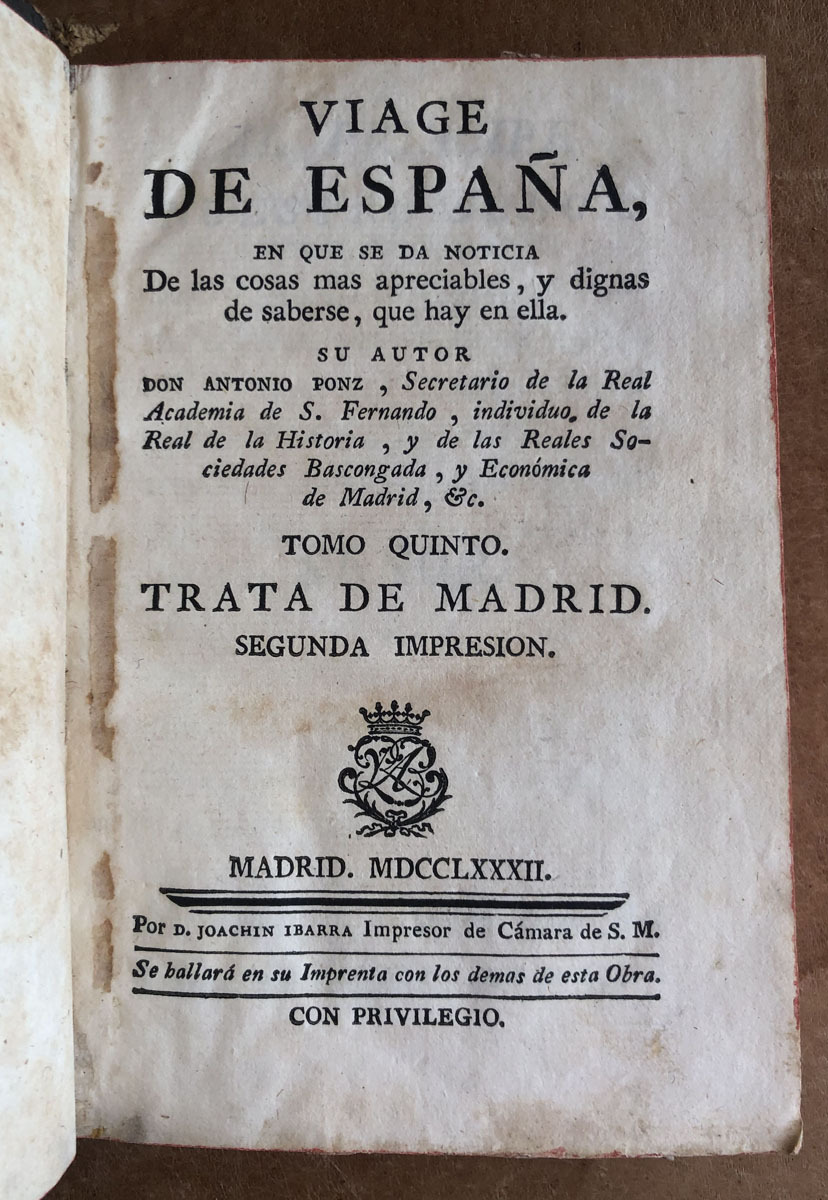 VIAGE
DE ESPAÑA,
EN QUE SE DA NOTICIA
De las cosas mas apreciables, y dignas
de saberse, que hay en ella.
SU AUTOR
DON ANTONIO PONZ, Secretario de la Real
Academia de S. Fernando, individuo de la
Real de la Historia, y de las Reales So-
ciedades Bascongada, y Económica
de Madrid, &c.
TOMO QUINTO.
TRATA DE MADRID.
SEGUNDA IMPRESION.
MADRID. MDCCLXXXII.
Por D. JOACHIN IBARRA Impresor de Cámara de S. M.
Se hallará en su Imprenta con los demas de esta Obra.
CON PRIVILEGIO.